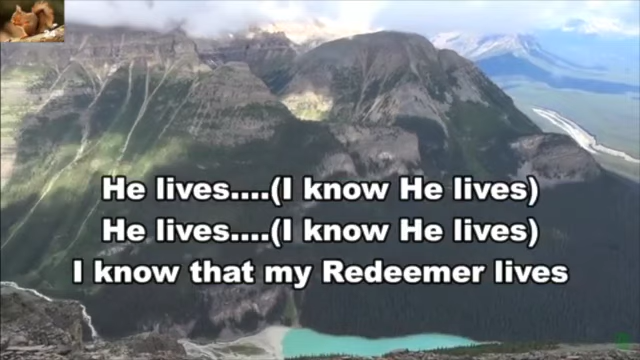 He lives....(I know He lives)
He lives....(I know He lives)
I know that my Redeemer lives